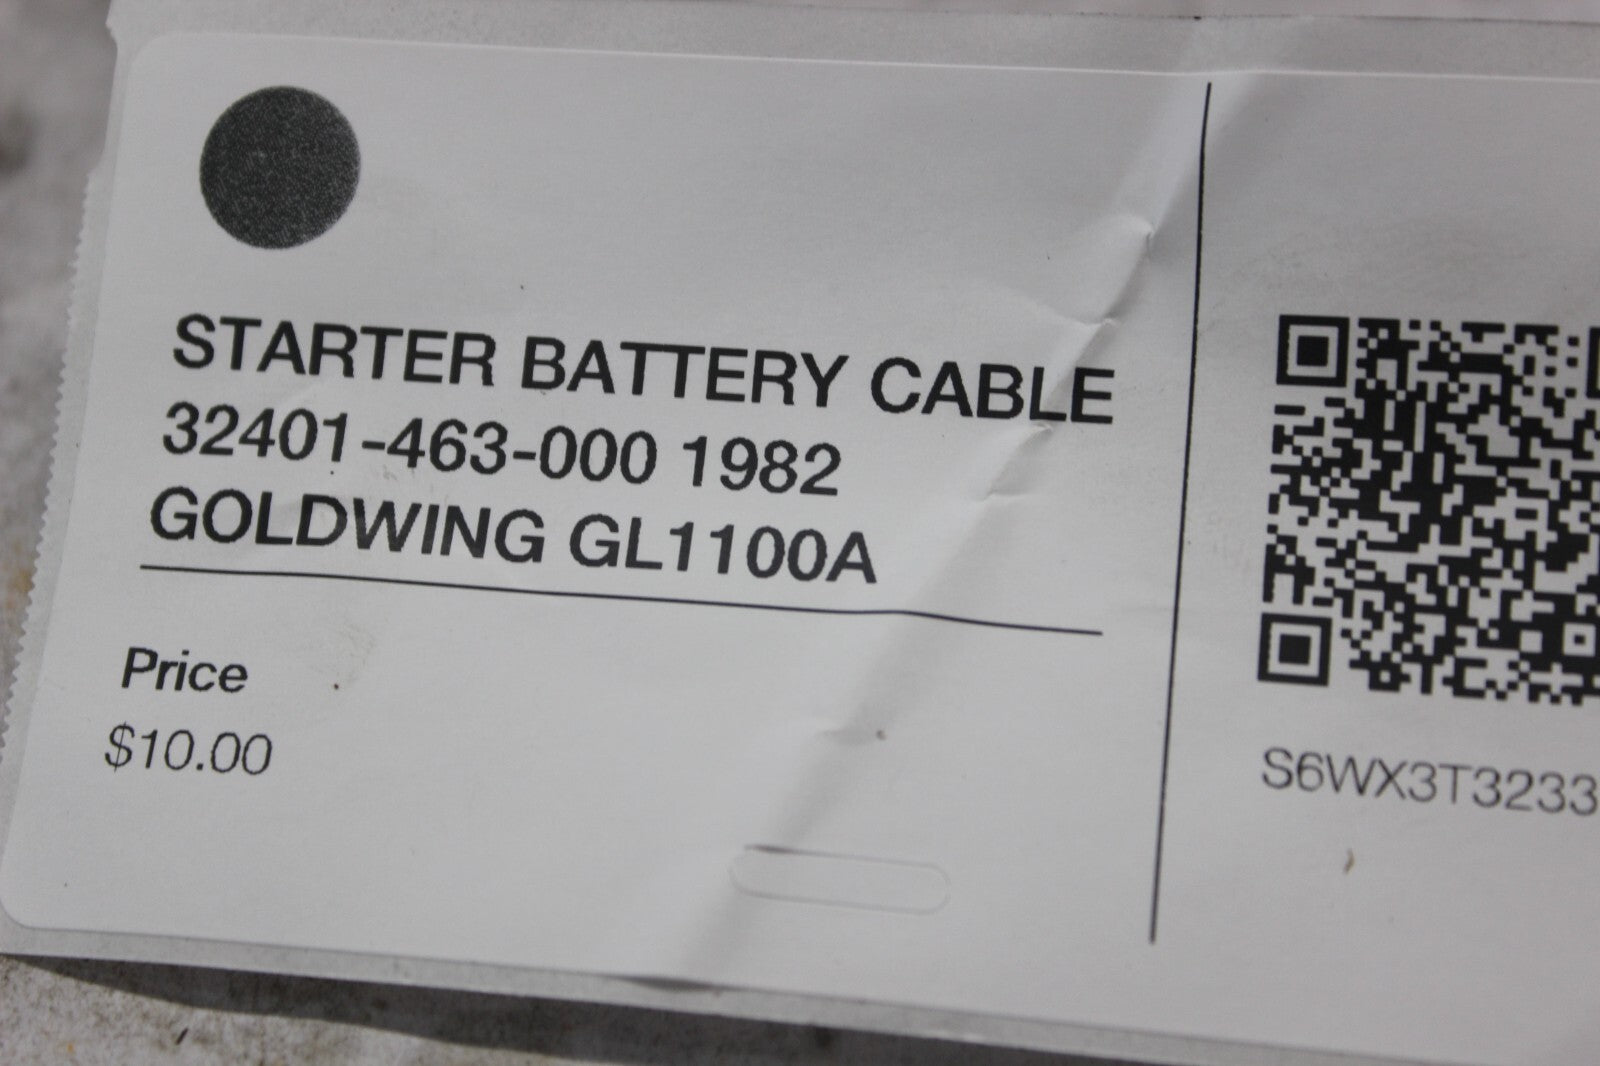 STARTER BATTERY CABLE
32401-463-000 1982
GOLDWING GL1100A
Price
$10.00
S6WX3T3233